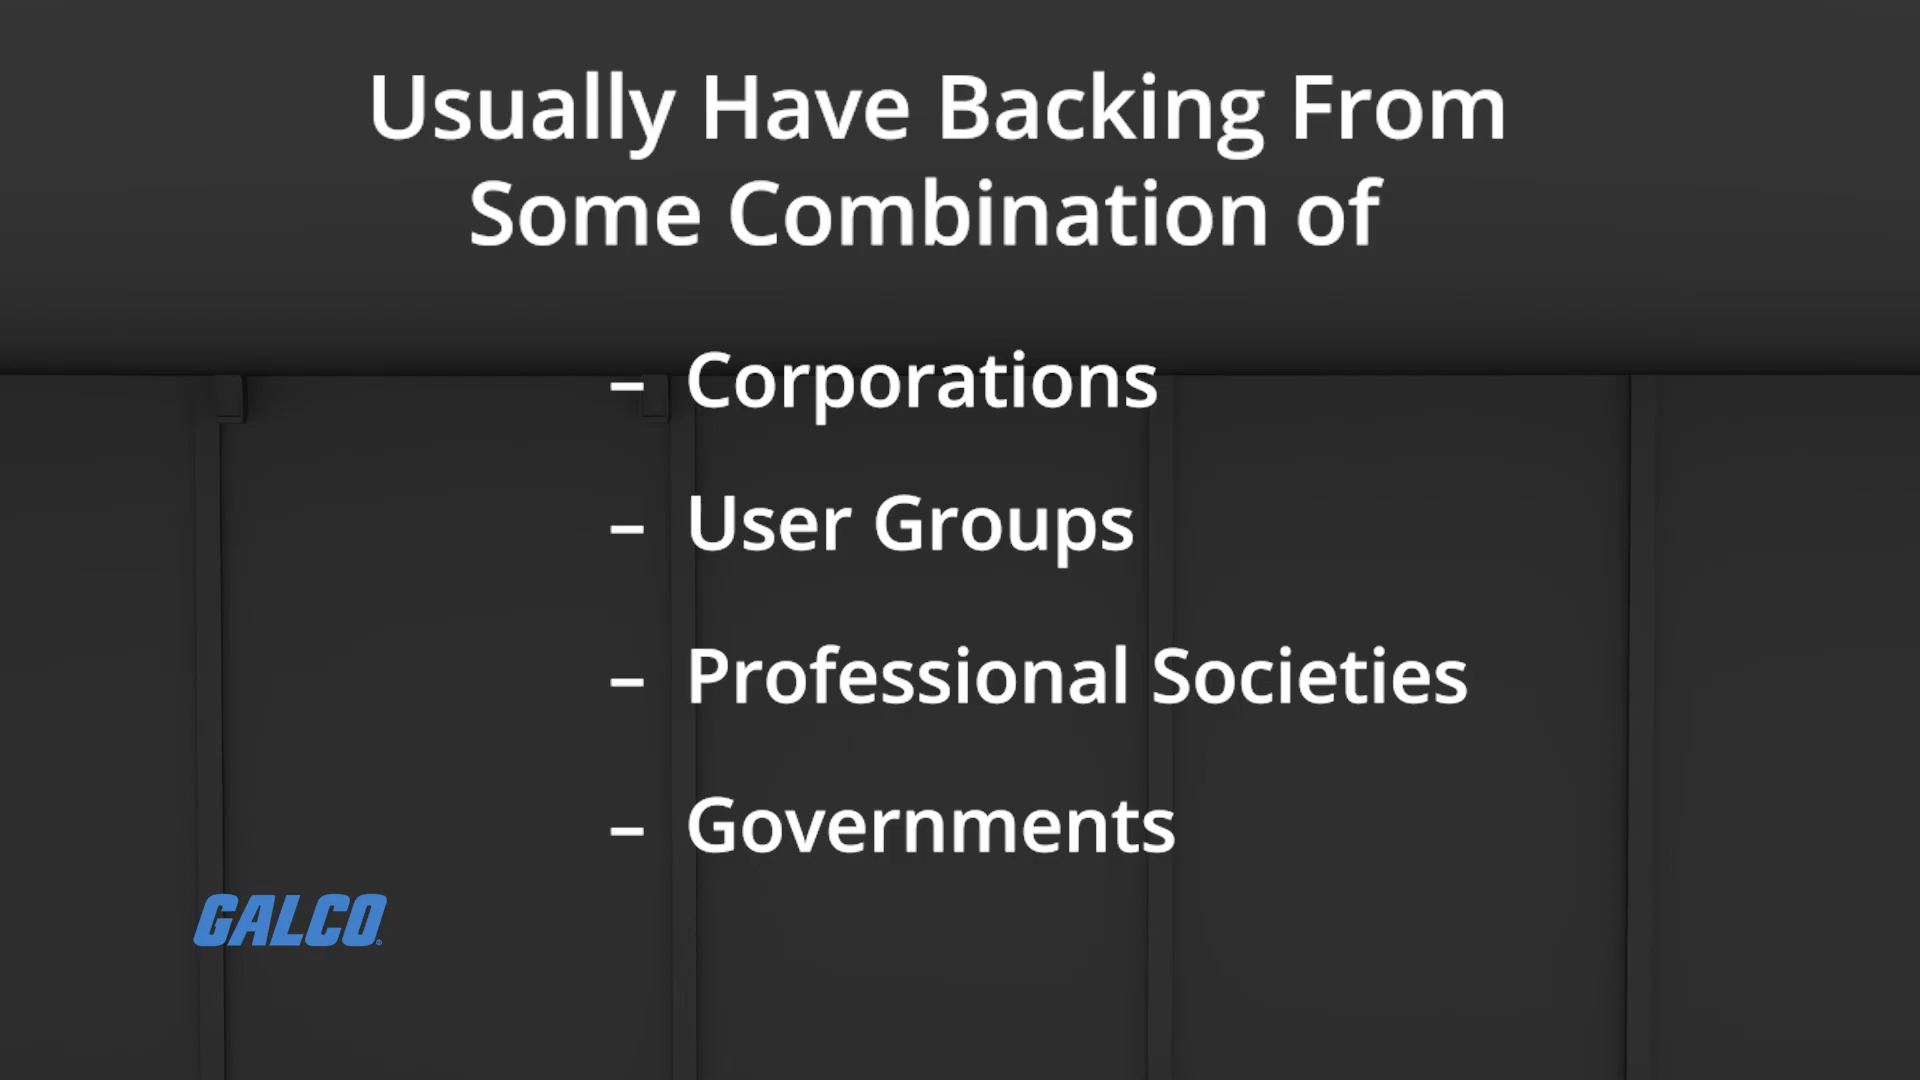 Usually Have Backing From
Some Combination of
– Corporations
– User Groups
– Professional Societies
– Governments
GALCO®